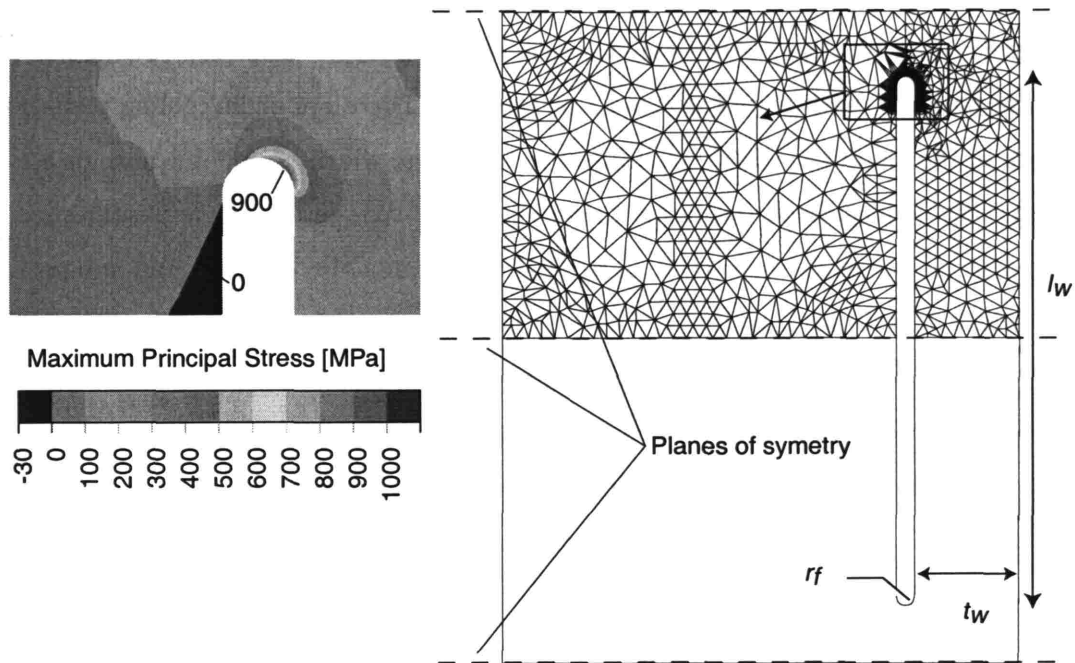 900
0
Maximum Principal Stress [MPa]
-30 0 100 200 300 400 500 600 700 800 900 1000
Planes of symetry
lw
rf
tw